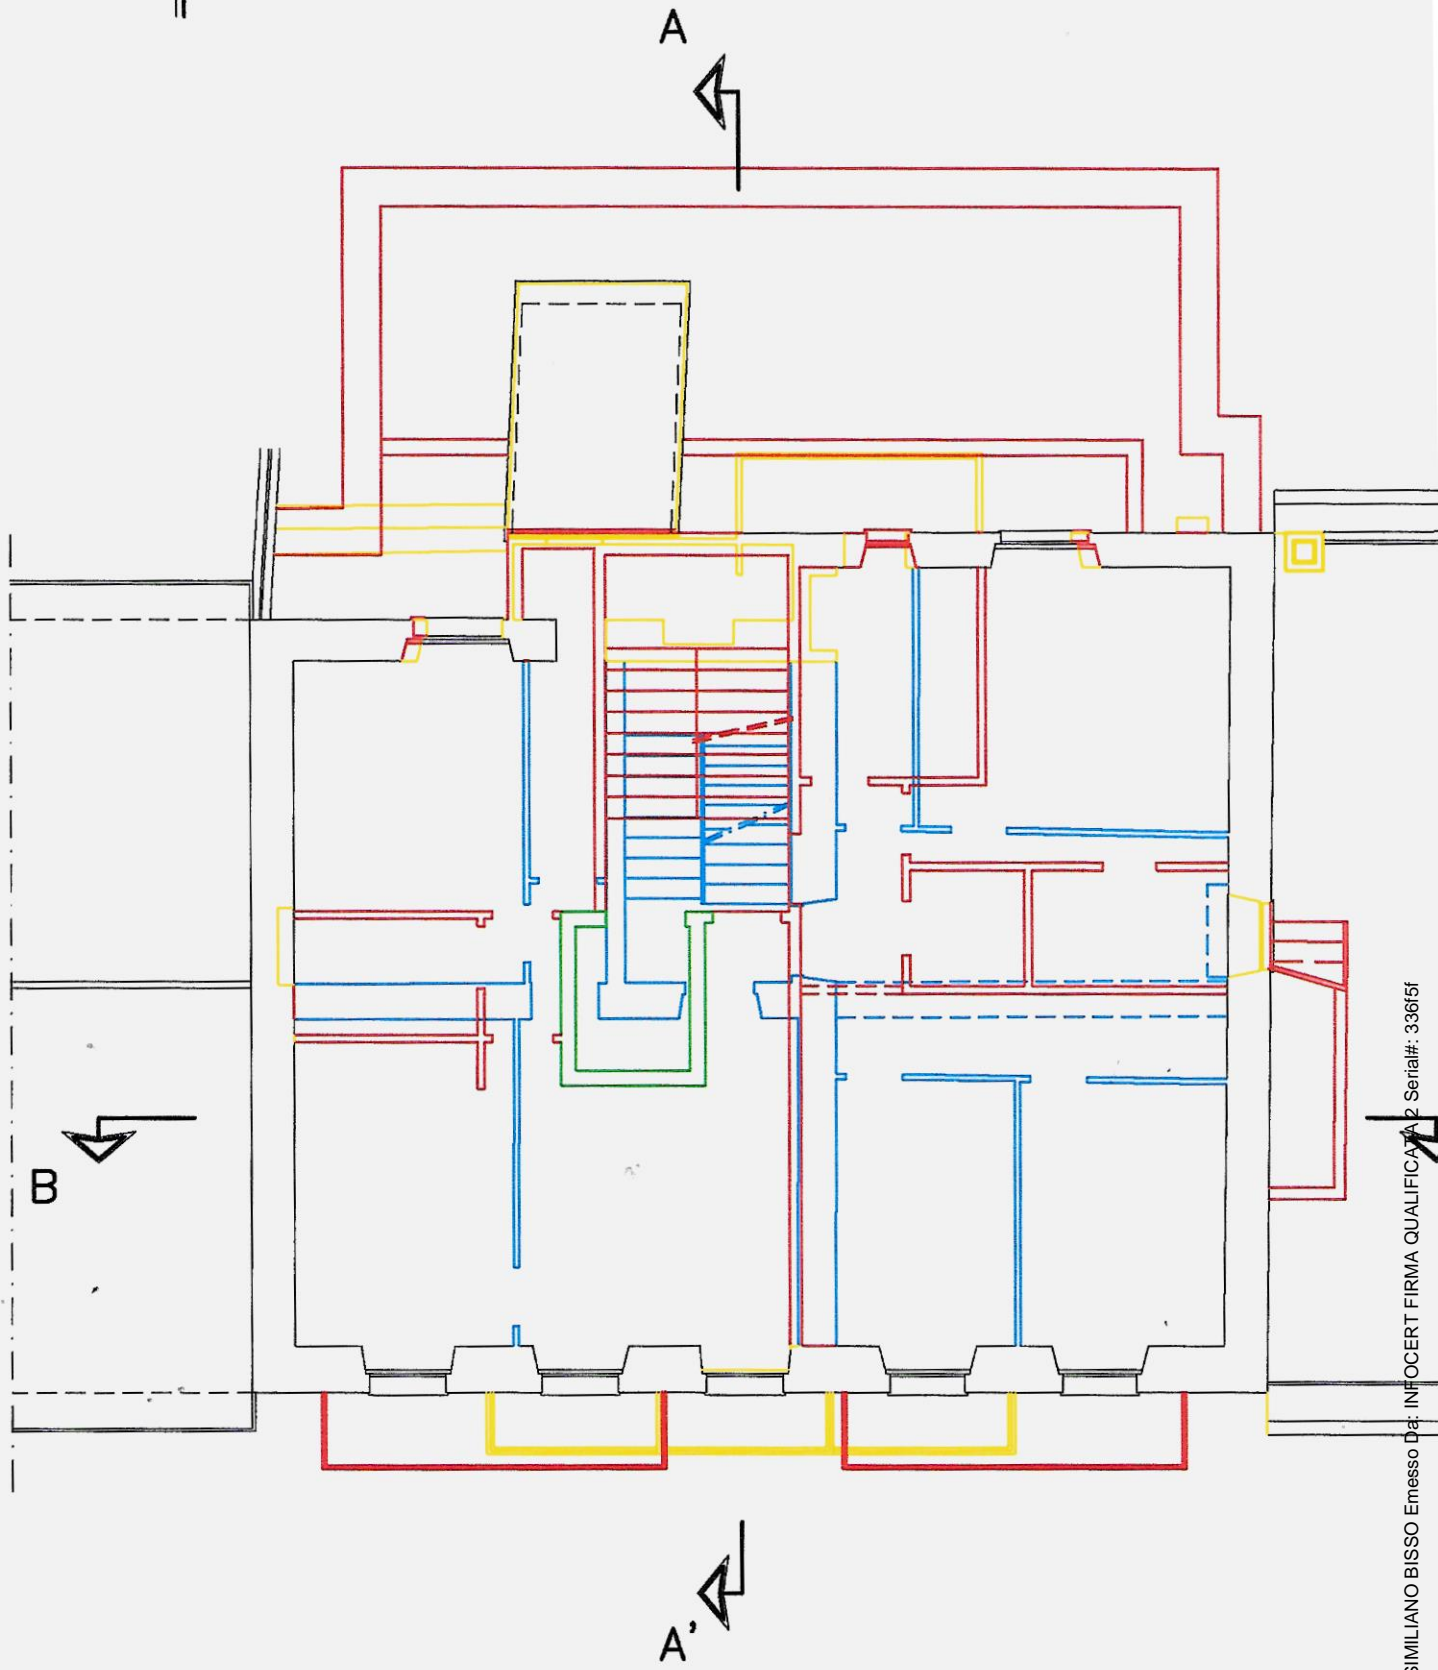 A
B
A'
SIMILIANO BISSO Emesso Da: INFOCERT FIRMA QUALIFICATA 2 Serial#: 336f5f